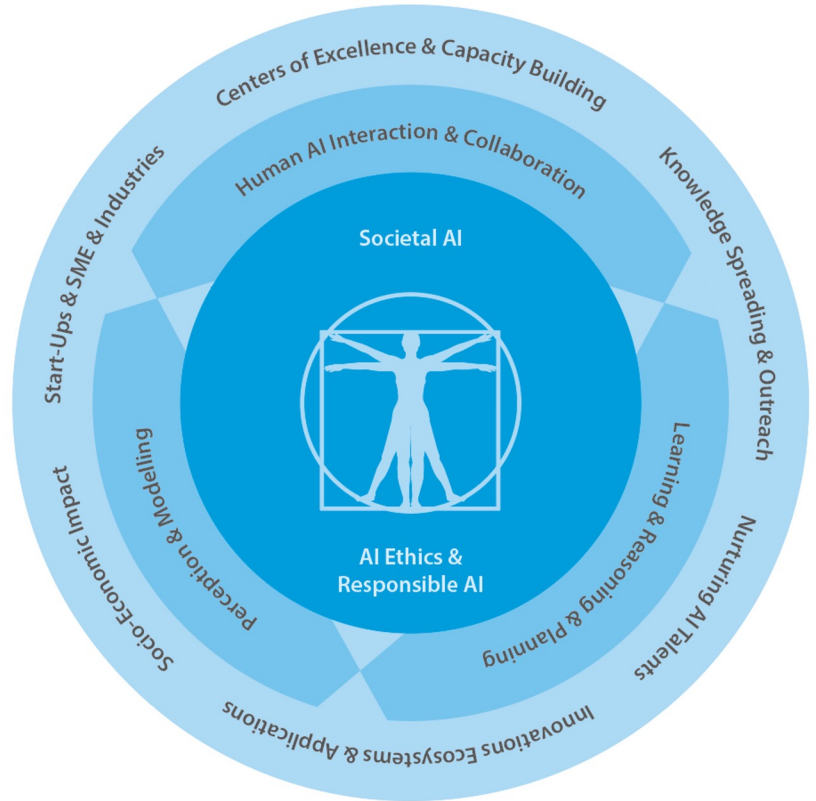 Centers of Excellence & Capacity Building
Knowledge Spreading & Outreach
Nurturing AI Talents
Innovations Ecosystems & Applications
Socio-Economic Impact
Start-Ups & SME & Industries
Human AI Interaction & Collaboration
Learning & Reasoning & Planning
Perception & Modelling
Societal AI
AI Ethics &
Responsible AI